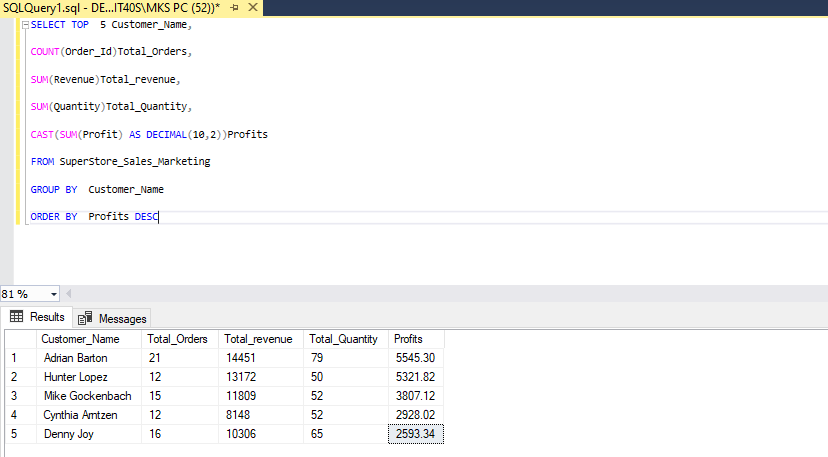 SQLQuery1.sql - DE...IT40S\MKS PC (52))*
SELECT TOP 5 Customer_Name,
COUNT(Order_Id)Total_Orders,
SUM(Revenue)Total_revenue,
SUM(Quantity)Total_Quantity,
CAST(SUM(Profit) AS DECIMAL(10,2))Profits
FROM SuperStore_Sales_Marketing
GROUP BY Customer_Name
ORDER BY Profits DESC
81 %
Results Messages
Customer_Name Total_Orders Total_revenue Total_Quantity Profits
1 Adrian Barton 21 14451 79 5545.30
2 Hunter Lopez 12 13172 50 5321.82
3 Mike Gockenbach 15 11809 52 3807.12
4 Cynthia Arntzen 12 8148 52 2928.02
5 Denny Joy 16 10306 65 2593.34